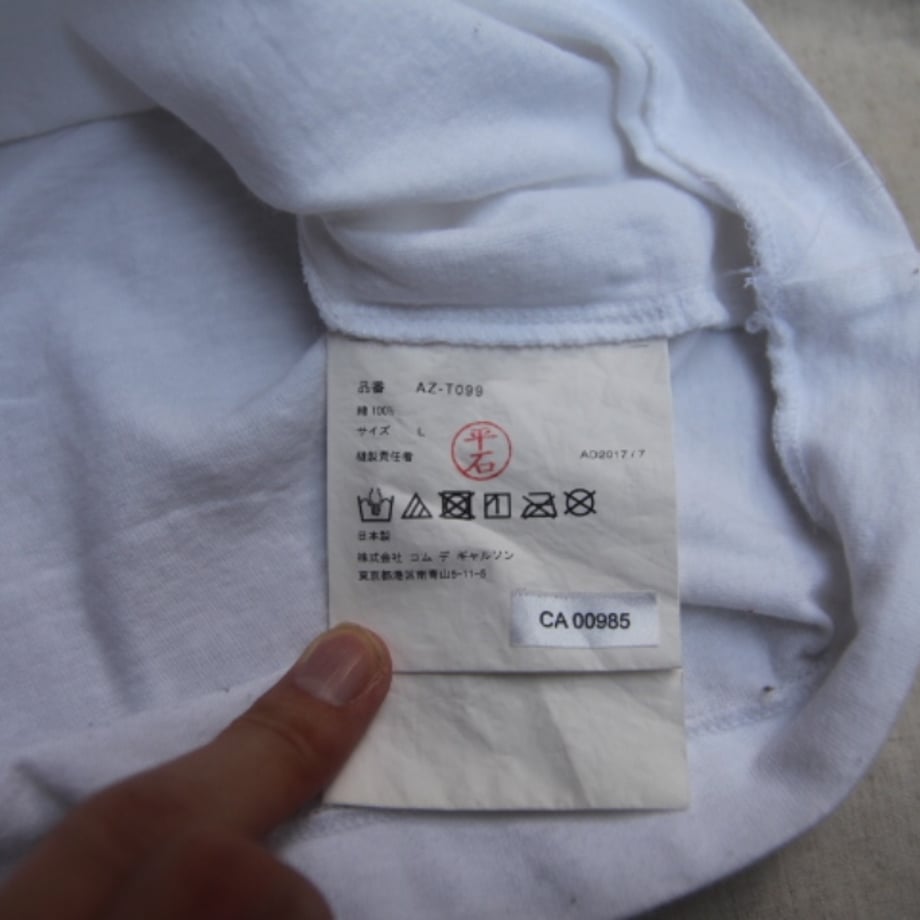 品番 AZ-T099
綿 100%
サイズ L
縫製責任者 平石 AD2017/7
日本製
株式会社 コム デ ギャルソン
東京都港区南青山5-11-5
CA 00985